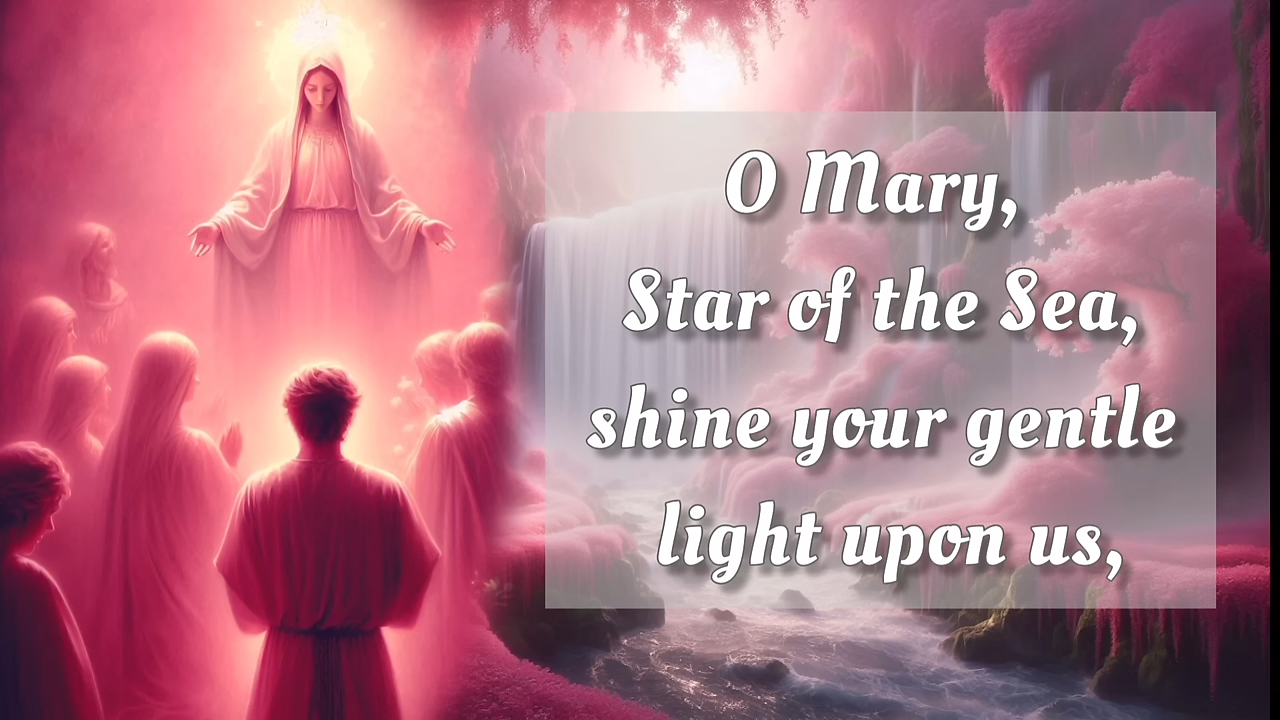 O Mary,
Star of the Sea,
shine your gentle
light upon us,